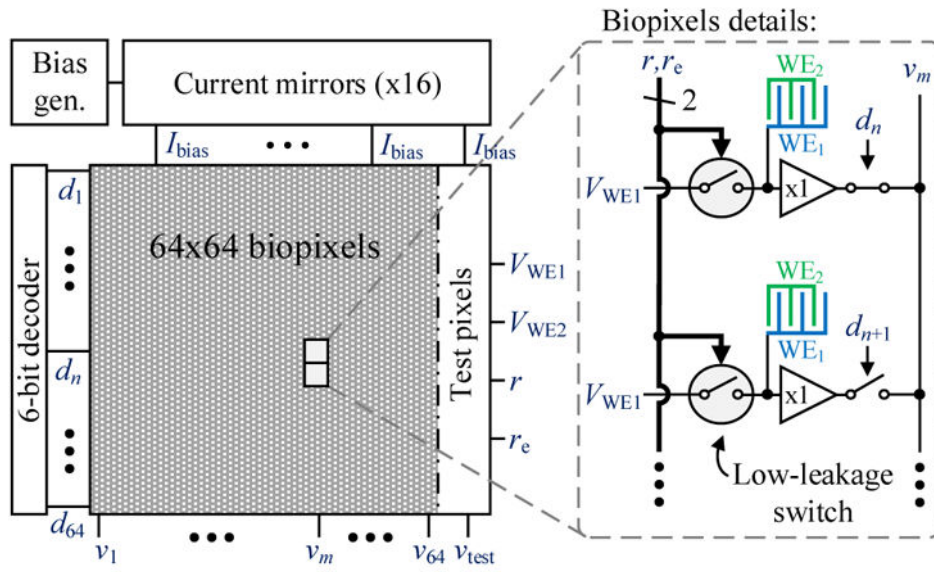 Biopixels details:
Bias
gen.
Current mirrors (x16)
I_bias
I_bias
I_bias
6-bit decoder
d_1
d_n
d_64
64x64 biopixels
Test pixels
V_WE1
V_WE2
r
r_e
v_1
v_m
v_64
v_test
r,r_e
2
WE_2
WE_1
d_n
v_m
V_WE1
x1
WE_2
WE_1
d_n+1
V_WE1
x1
Low-leakage
switch